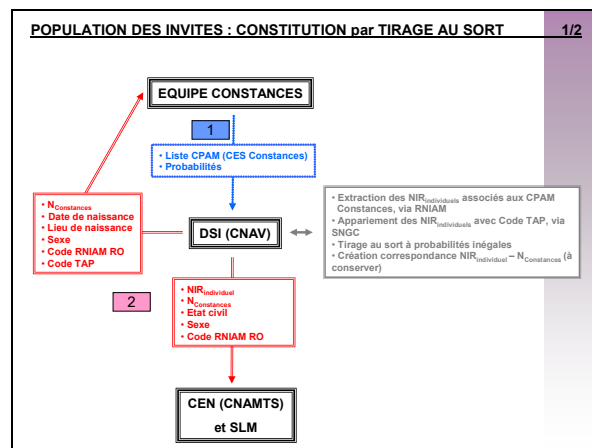 POPULATION DES INVITES : CONSTITUTION par TIRAGE AU SORT 1/2
EQUIPE CONSTANCES
1
• Liste CPAM (CES Constances)
• Probabilités
• NConstances
• Date de naissance
• Lieu de naissance
• Sexe
• Code RNIAM RO
• Code TAP
DSI (CNAV)
• Extraction des NIRindividuels associés aux CPAM
Constances, via RNIAM
• Appariement des NIRindividuels avec Code TAP, via
SNGC
• Tirage au sort à probabilités inégales
• Création correspondance NIRindividuel – NConstances (à
conserver)
2
• NIRindividuel
• NConstances
• Etat civil
• Sexe
• Code RNIAM RO
CEN (CNAMTS)
et SLM